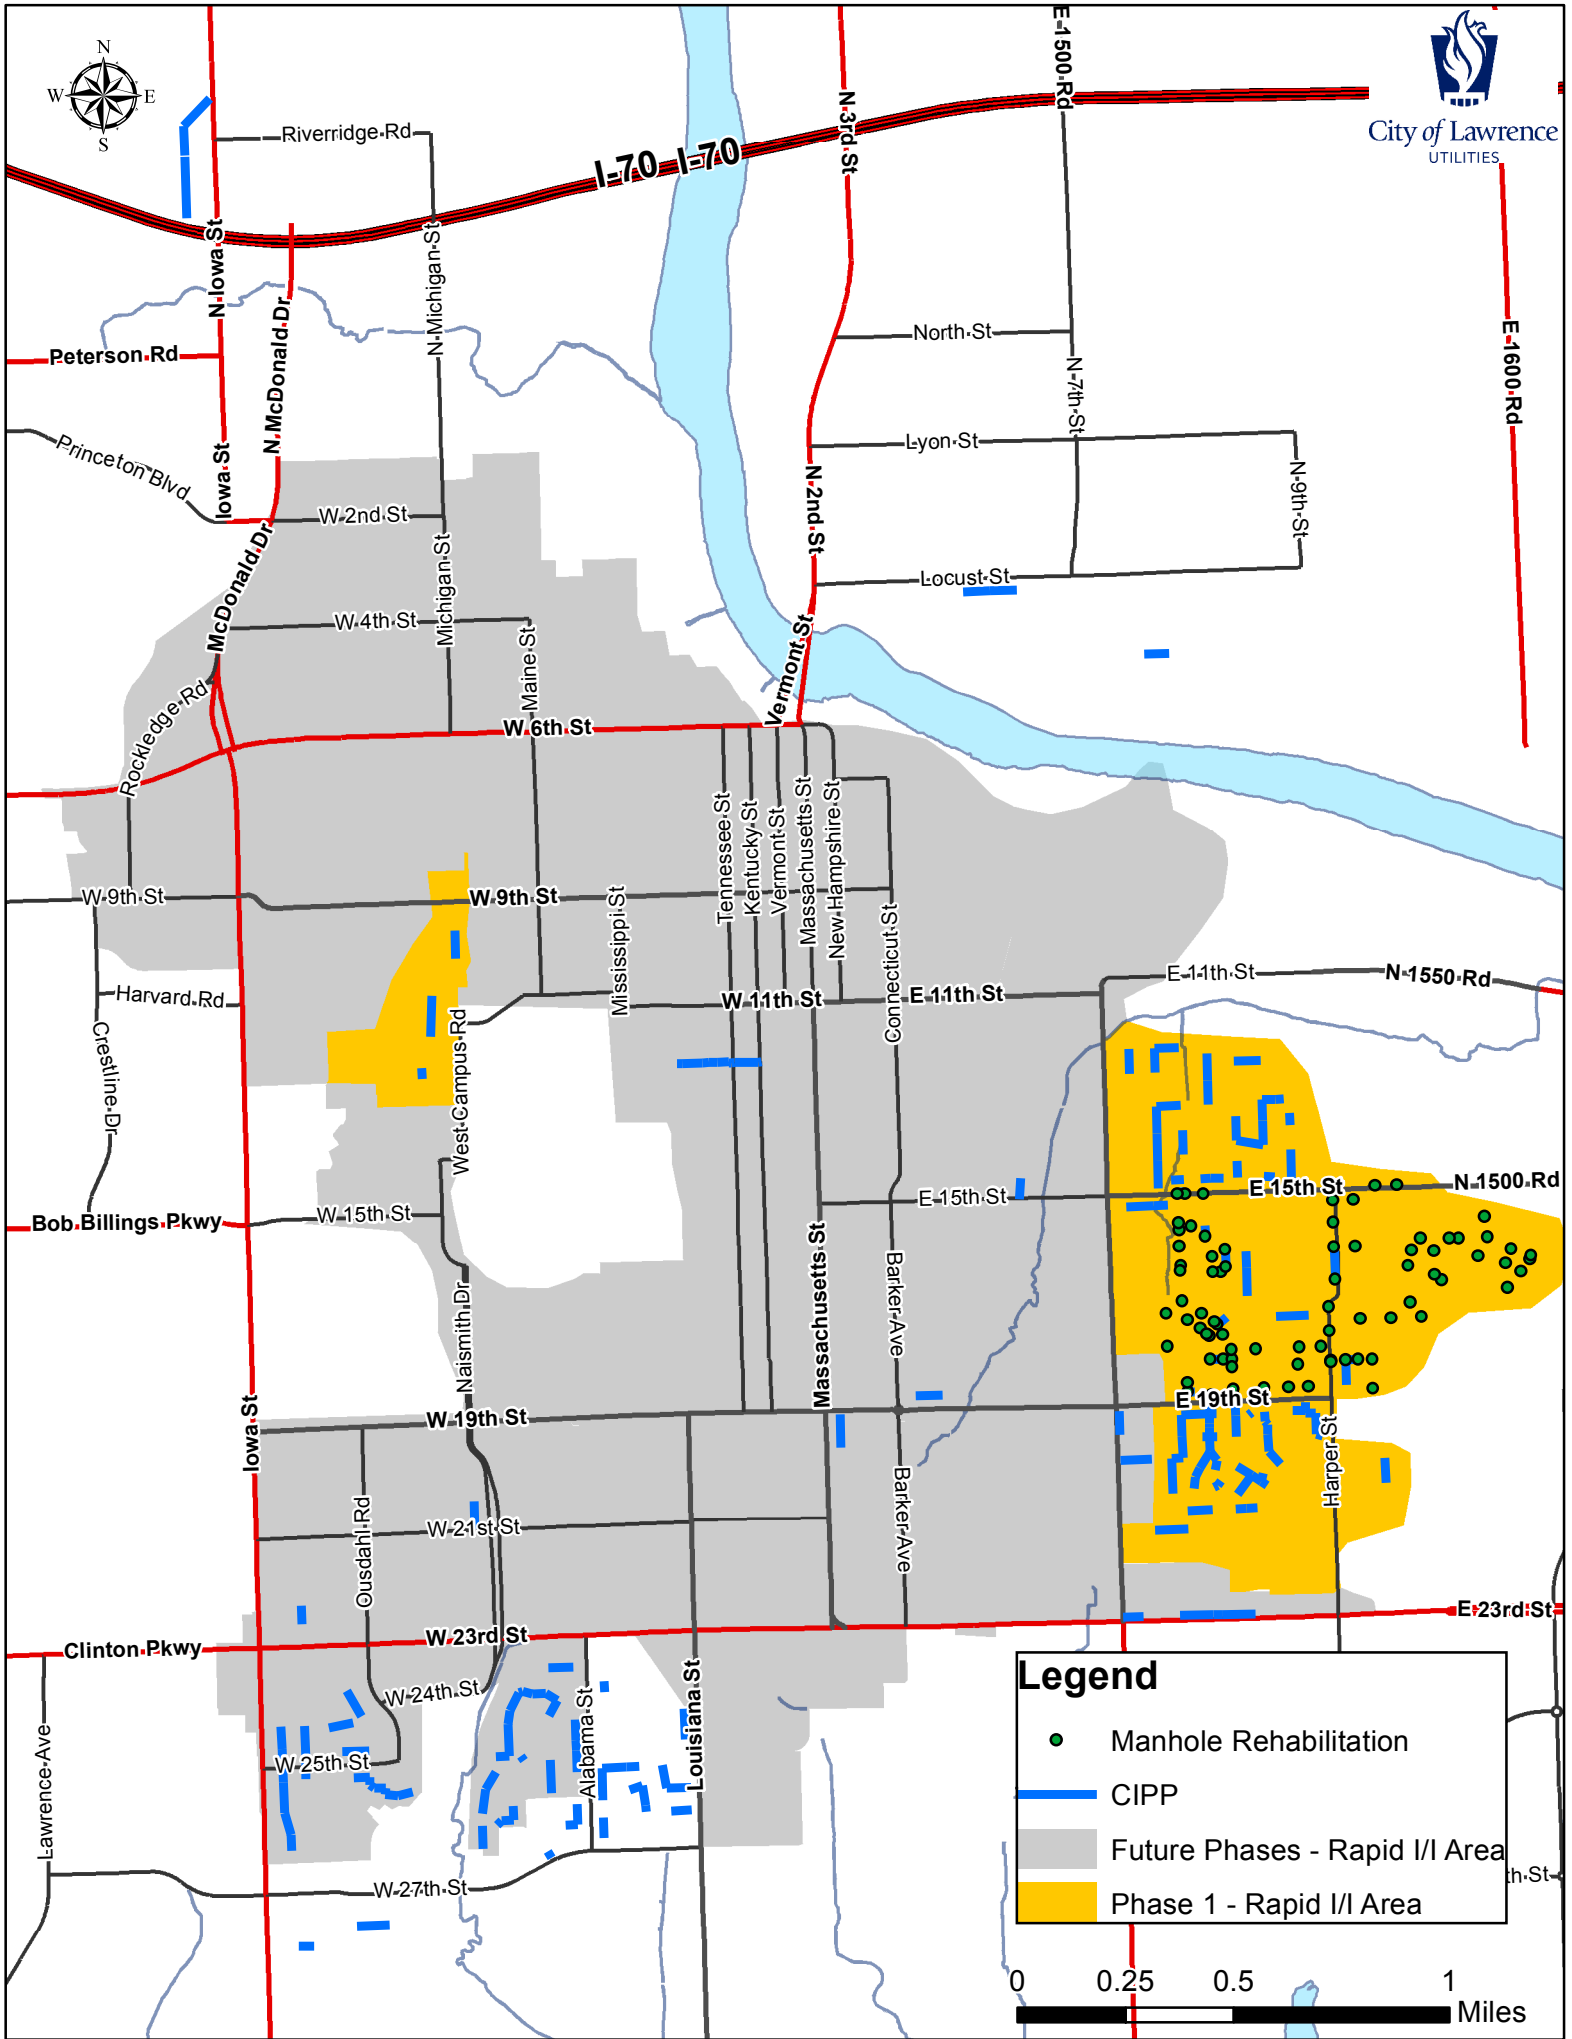 N
W
E
S
City of Lawrence
UTILITIES
E 1500 Rd
N 3rd St
Riverridge Rd
I-70 I-70
N Iowa St
N Michigan St
N McDonald Dr
Peterson Rd
North St
N 7th St
E 1600 Rd
Princeton Blvd
Iowa St
Lyon St
N 9th St
N 2nd St
W 2nd St
McDonald Dr
Michigan St
Locust St
W 4th St
Maine St
Vermont St
Rockledge Rd
W 6th St
Tennessee St
Kentucky St
Vermont St
Massachusetts St
New Hampshire St
W 9th St
W 9th St
Mississippi St
Connecticut St
E 11th St
N 1550 Rd
Harvard Rd
W 11th St
E 11th St
Crestline Dr
West Campus Rd
E 15th St
E 15th St
N 1500 Rd
Bob Billings Pkwy
W 15th St
Massachusetts St
Barker Ave
Naismith Dr
Iowa St
W 19th St
E 19th St
Harper St
Barker Ave
Ousdahl Rd
W 21st St
E 23rd St
Clinton Pkwy
W 23rd St
W 24th St
Alabama St
Louisiana St
Lawrence Ave
W 25th St
W 27th St
th St
Legend
Manhole Rehabilitation
CIPP
Future Phases - Rapid I/I Area
Phase 1 - Rapid I/I Area
0 0.25 0.5 1
Miles